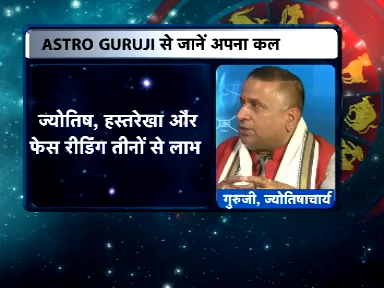 ASTRO GURUJI से जानें अपना कल
ज्योतिष, हस्तरेखा और
फेस रीडिंग तीनों से लाभ
गुरुजी, ज्योतिषाचार्य